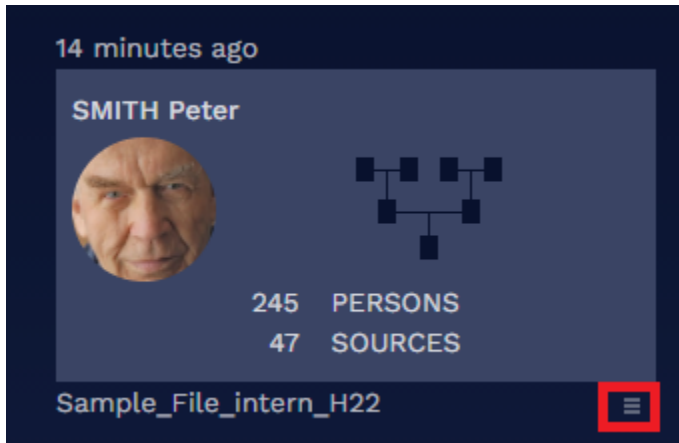 14 minutes ago
SMITH Peter
245 PERSONS
47 SOURCES
Sample_File_intern_H22